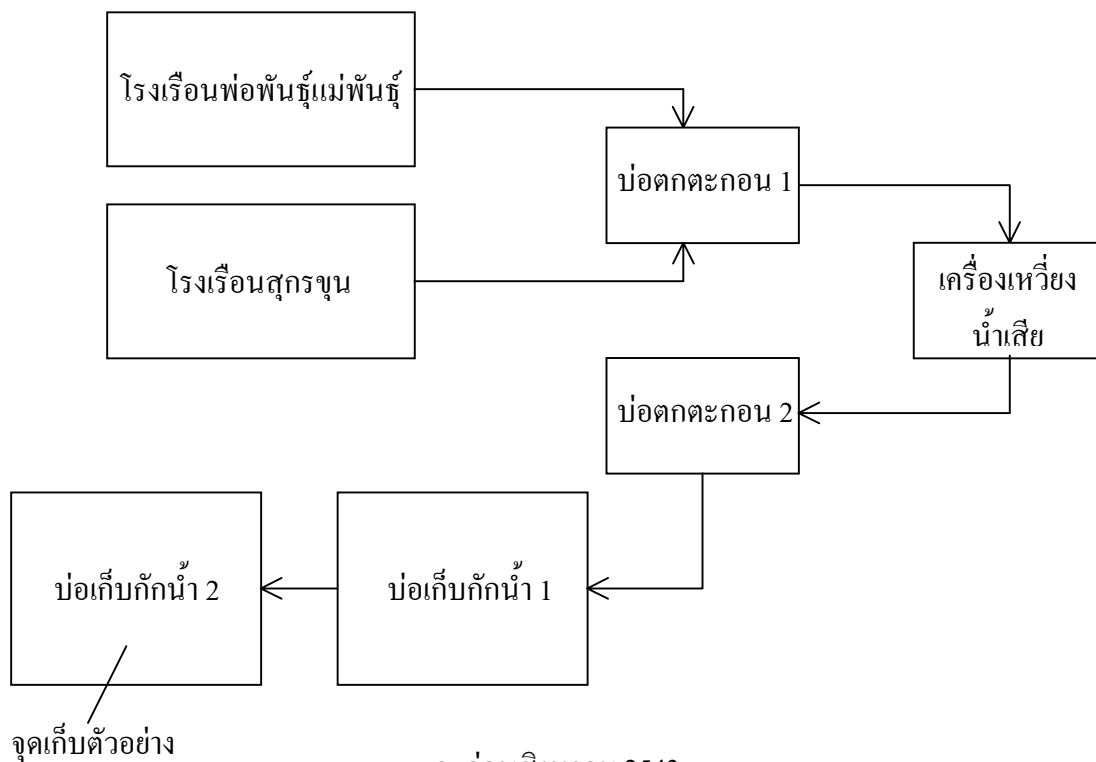 โรงเรือนพ่อพันธุ์แม่พันธุ์
บ่อตกตะกอน 1
โรงเรือนสุกรขุน
เครื่องเหวี่ยง
น้ำเสีย
บ่อตกตะกอน 2
บ่อเก็บกักน้ำ 2
บ่อเก็บกักน้ำ 1
จุดเก็บตัวอย่าง